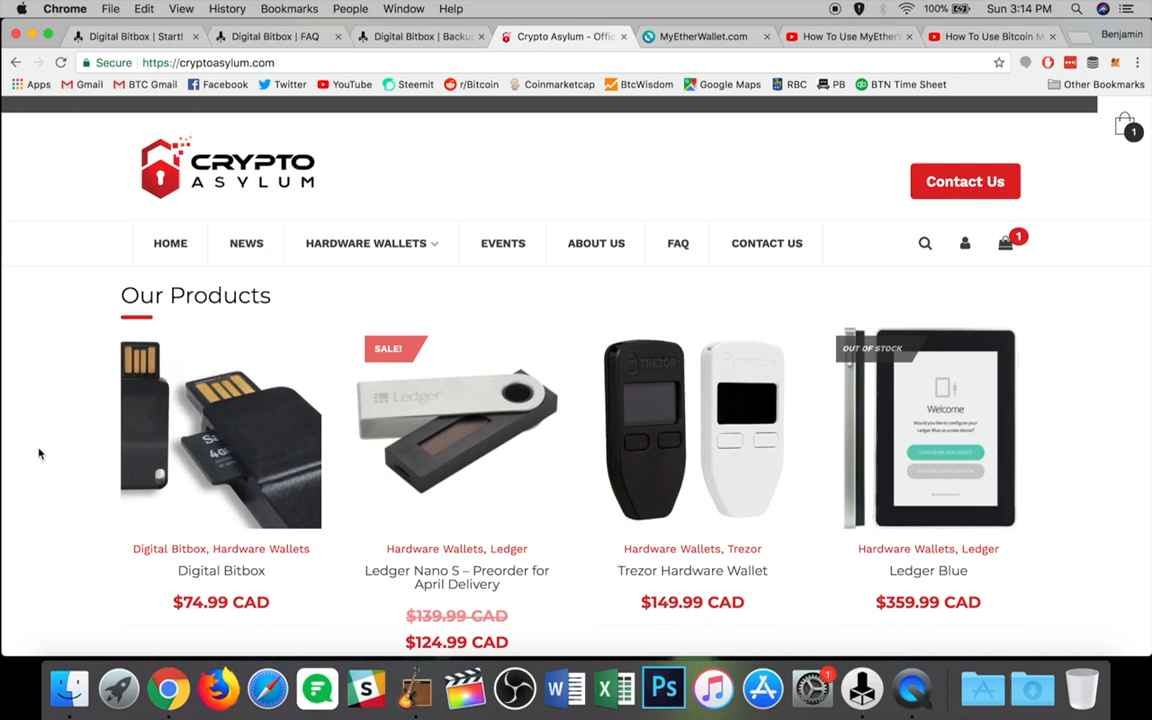 Chrome File Edit View History Bookmarks People Window Help 100% Sun 3:14 PM
Digital Bitbox | Start! Digital Bitbox | FAQ Digital Bitbox | Backu Crypto Asylum - Offic MyEtherWallet.com How To Use MyEtherW How To Use Bitcoin M Benjamin
Secure https://cryptoasylum.com
Apps Gmail BTC Gmail Facebook Twitter YouTube Steemit r/Bitcoin Coinmarketcap BtcWisdom Google Maps RBC PB BTN Time Sheet Other Bookmarks
1
CRYPTO
ASYLUM
Contact Us
HOME NEWS HARDWARE WALLETS EVENTS ABOUT US FAQ CONTACT US 1
Our Products
SALE!
OUT OF STOCK
Ledger
TREZOR
Welcome
Digital Bitbox, Hardware Wallets
Digital Bitbox
$74.99 CAD
Hardware Wallets, Ledger
Ledger Nano S – Preorder for
April Delivery
$139.99 CAD
$124.99 CAD
Hardware Wallets, Trezor
Trezor Hardware Wallet
$149.99 CAD
Hardware Wallets, Ledger
Ledger Blue
$359.99 CAD
1